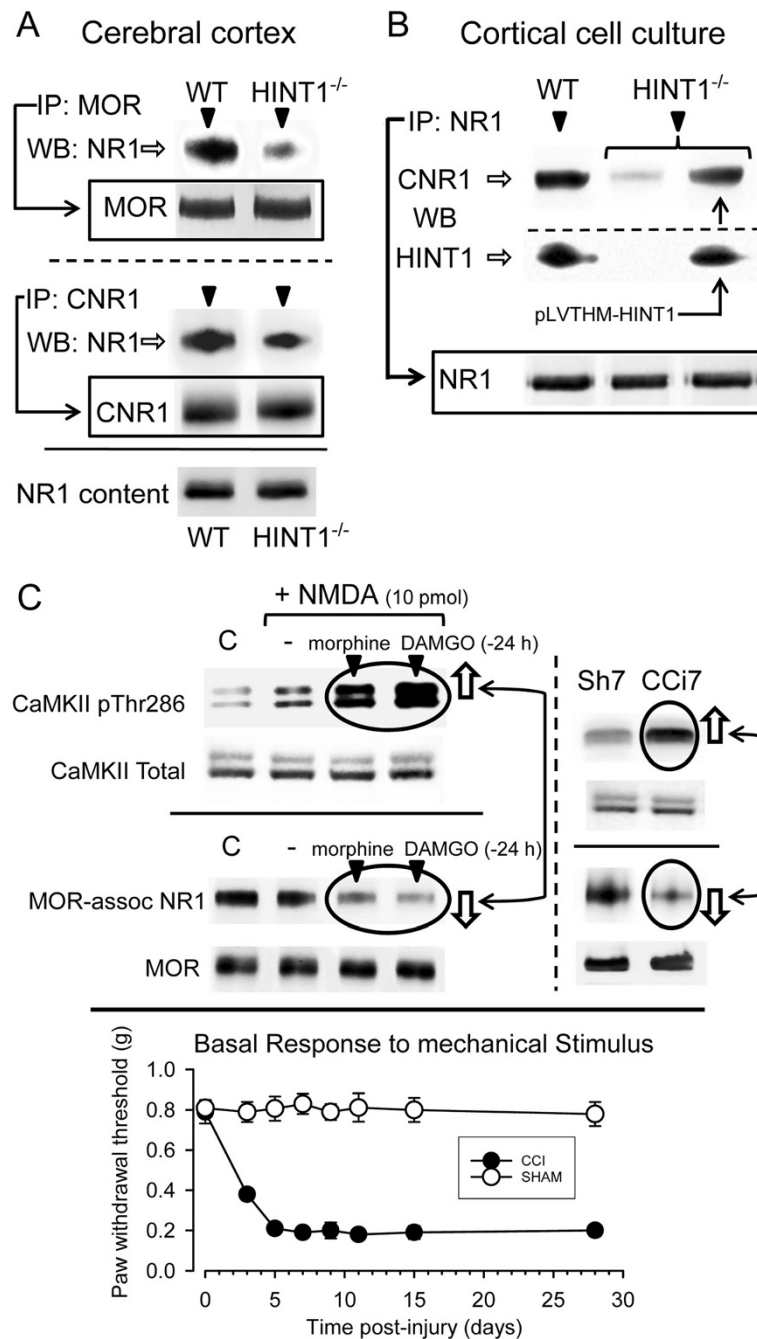 A Cerebral cortex
WT HINT1-/-
IP: MOR
WB: NR1⇨
MOR
IP: CNR1
WB: NR1⇨
CNR1
NR1 content
WT HINT1-/-
B Cortical cell culture
WT HINT1-/-
IP: NR1
CNR1 ⇨
WB
HINT1 ⇨
pLVTHM-HINT1
NR1
C
+ NMDA (10 pmol)
C - morphine DAMGO (-24 h)
CaMKII pThr286
CaMKII Total
C - morphine DAMGO (-24 h)
MOR-assoc NR1
MOR
Sh7 CCi7
Basal Response to mechanical Stimulus
Paw withdrawal threshold (g)
1.0
0.8
0.6
0.4
0.2
0.0
CCI
SHAM
0 5 10 15 20 25 30
Time post-injury (days)